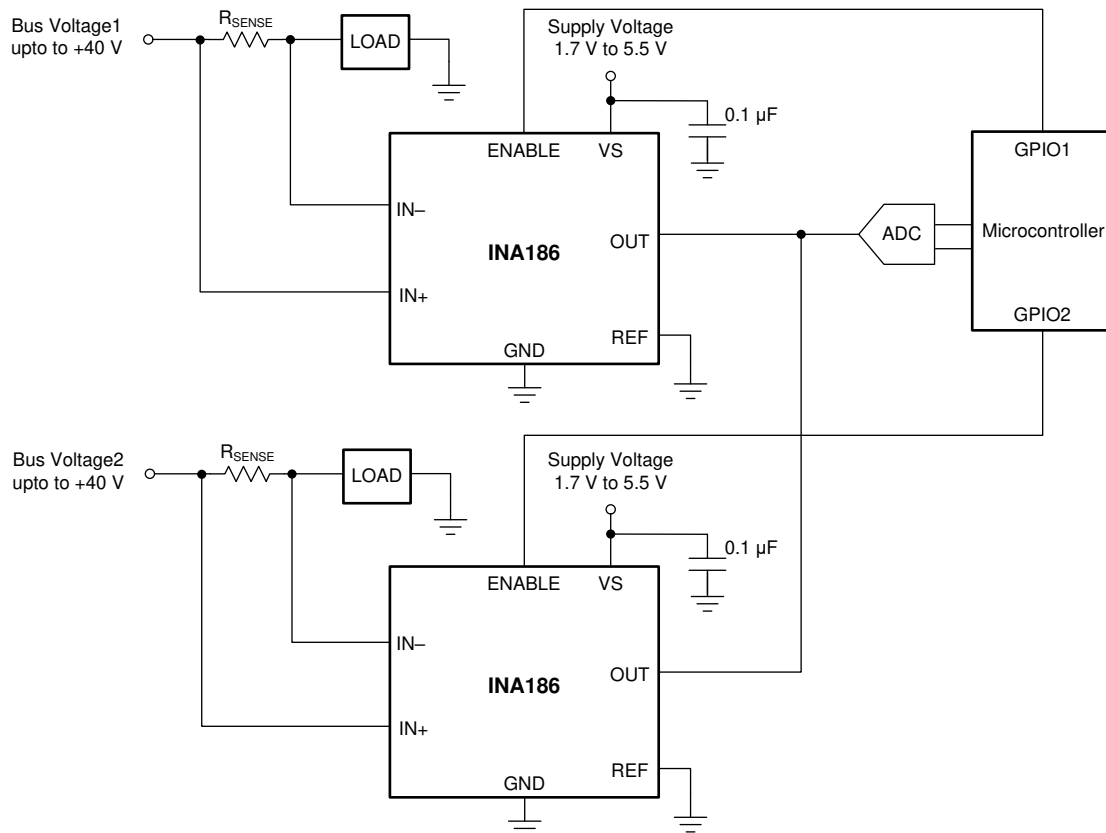 Bus Voltage1
upto to +40 V
RSENSE
LOAD
Supply Voltage
1.7 V to 5.5 V
0.1 µF
ENABLE
VS
GPIO1
IN–
INA186
OUT
ADC
Microcontroller
IN+
GPIO2
REF
GND
Bus Voltage2
upto to +40 V
RSENSE
LOAD
Supply Voltage
1.7 V to 5.5 V
0.1 µF
ENABLE
VS
IN–
INA186
OUT
IN+
REF
GND